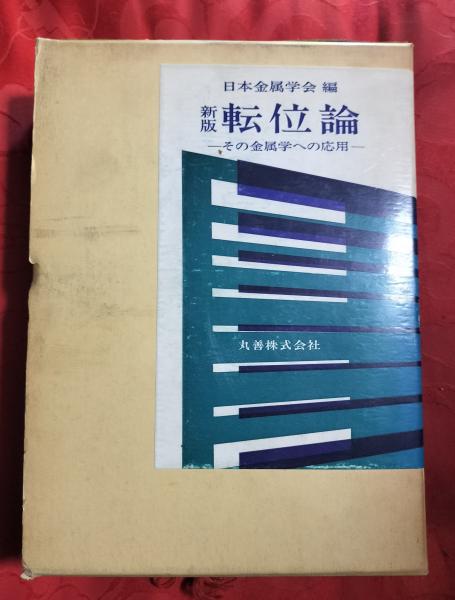 日本金属学会 編
新版 転位論
―その金属学への応用―
丸善株式会社